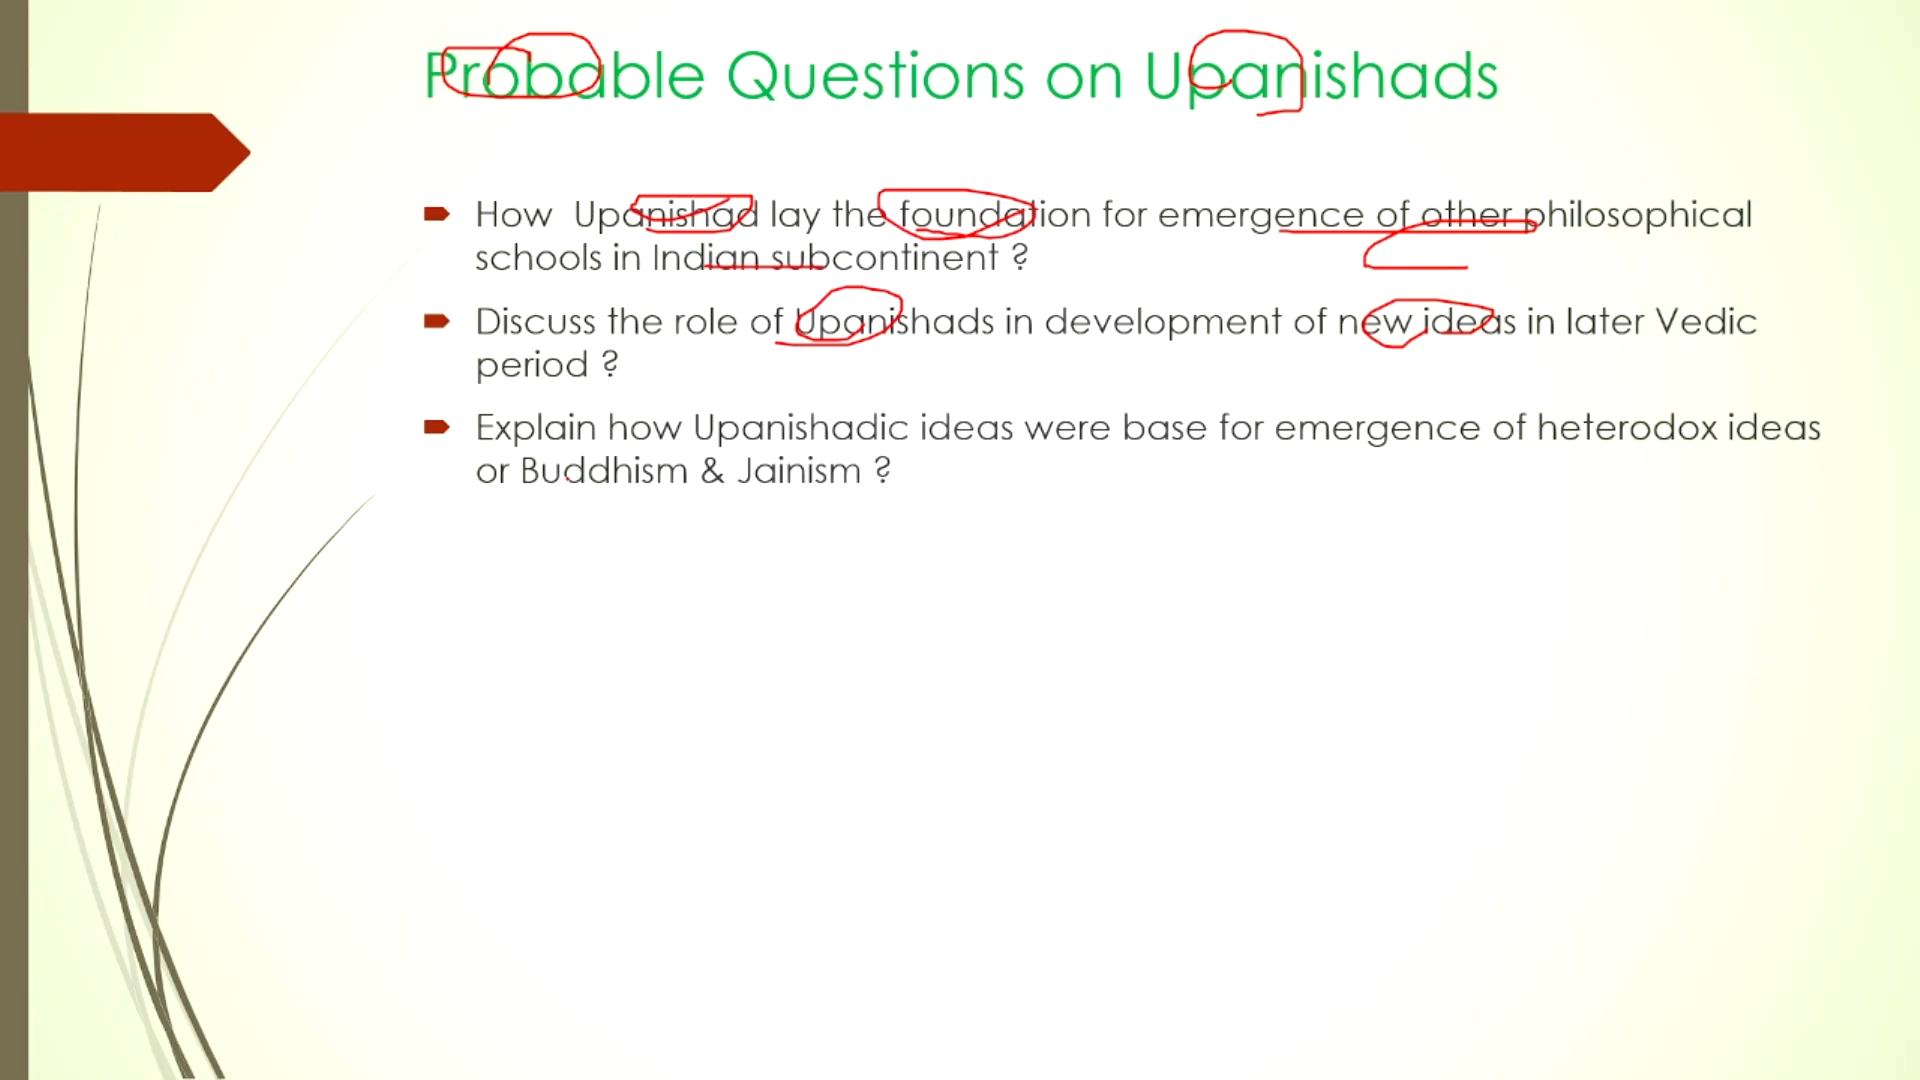 Probable Questions on Upanishads
How Upanishad lay the foundation for emergence of other philosophical
schools in Indian subcontinent ?
Discuss the role of Upanishads in development of new ideas in later Vedic
period ?
Explain how Upanishadic ideas were base for emergence of heterodox ideas
or Buddhism & Jainism ?